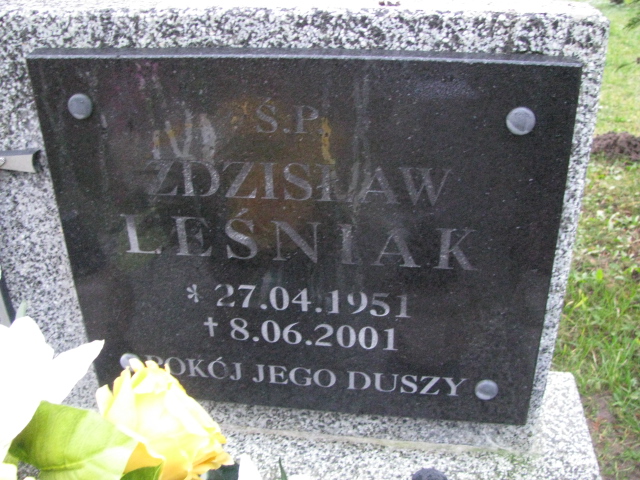 Ś.P.
ZDZISŁAW
LEŚNIAK
* 27.04.1951
† 8.06.2001
POKÓJ JEGO DUSZY